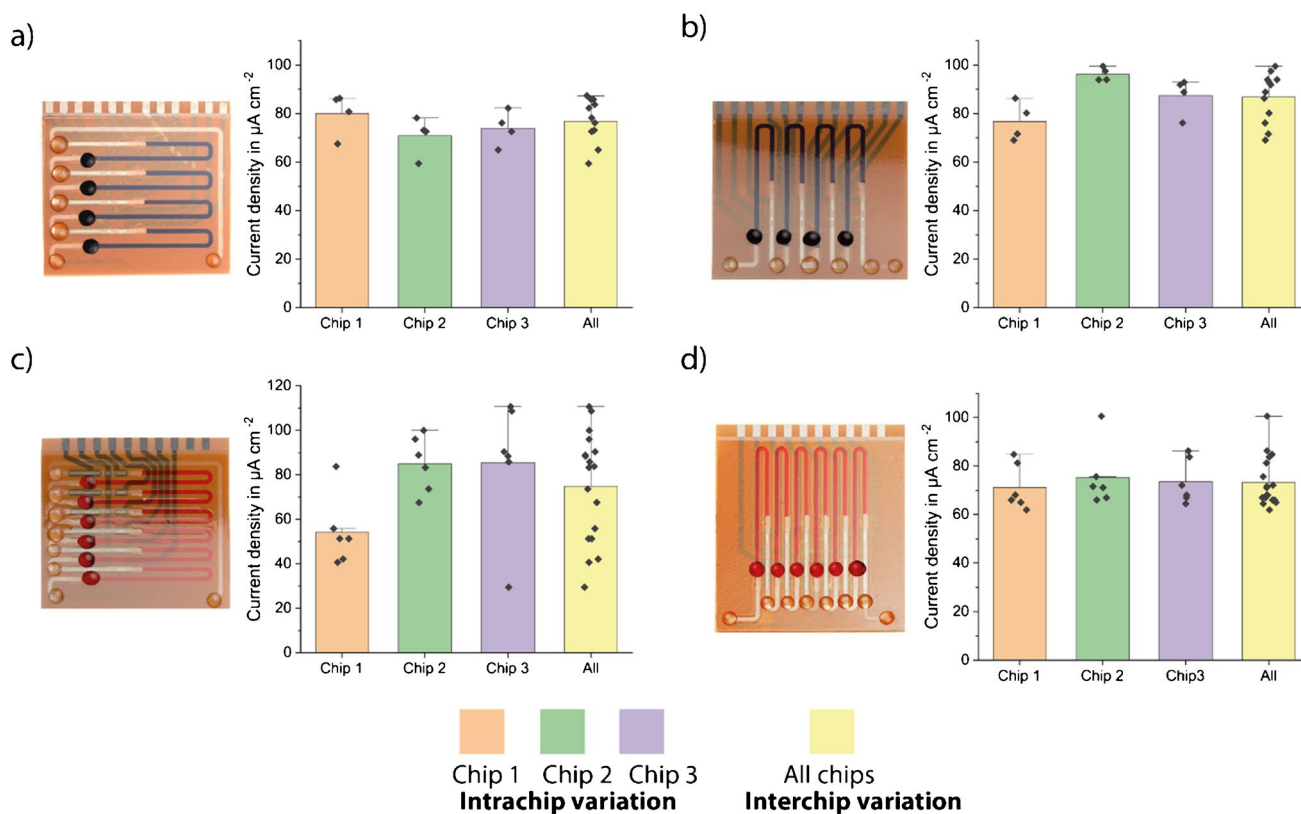 a)
Current density in µA cm -2
100
80
60
40
20
0
Chip 1 Chip 2 Chip 3 All
b)
Current density in µA cm -2
100
80
60
40
20
0
Chip 1 Chip 2 Chip 3 All
c)
Current density in µA cm -2
120
100
80
60
40
20
0
Chip 1 Chip 2 Chip 3 All
d)
Current density in µA cm -2
100
80
60
40
20
0
Chip 1 Chip 2 Chip3 All
Chip 1 Chip 2 Chip 3 All chips
Intrachip variation Interchip variation